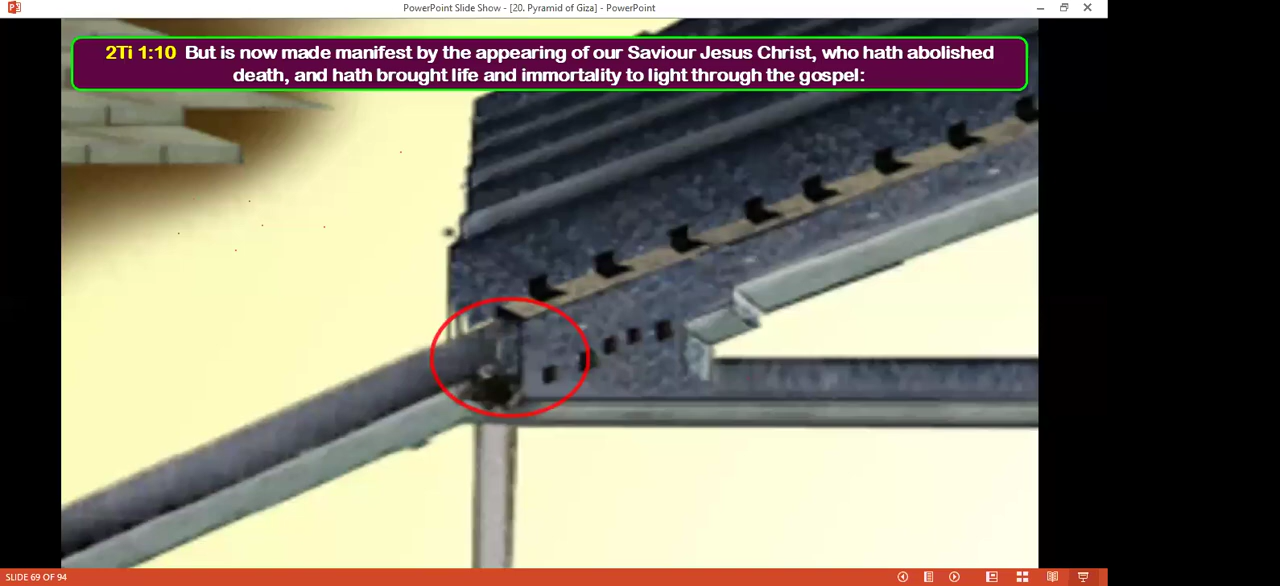 PowerPoint Slide Show - [20. Pyramid of Giza] - PowerPoint
2Ti 1:10 But is now made manifest by the appearing of our Saviour Jesus Christ, who hath abolished
death, and hath brought life and immortality to light through the gospel:
SLIDE 69 OF 94